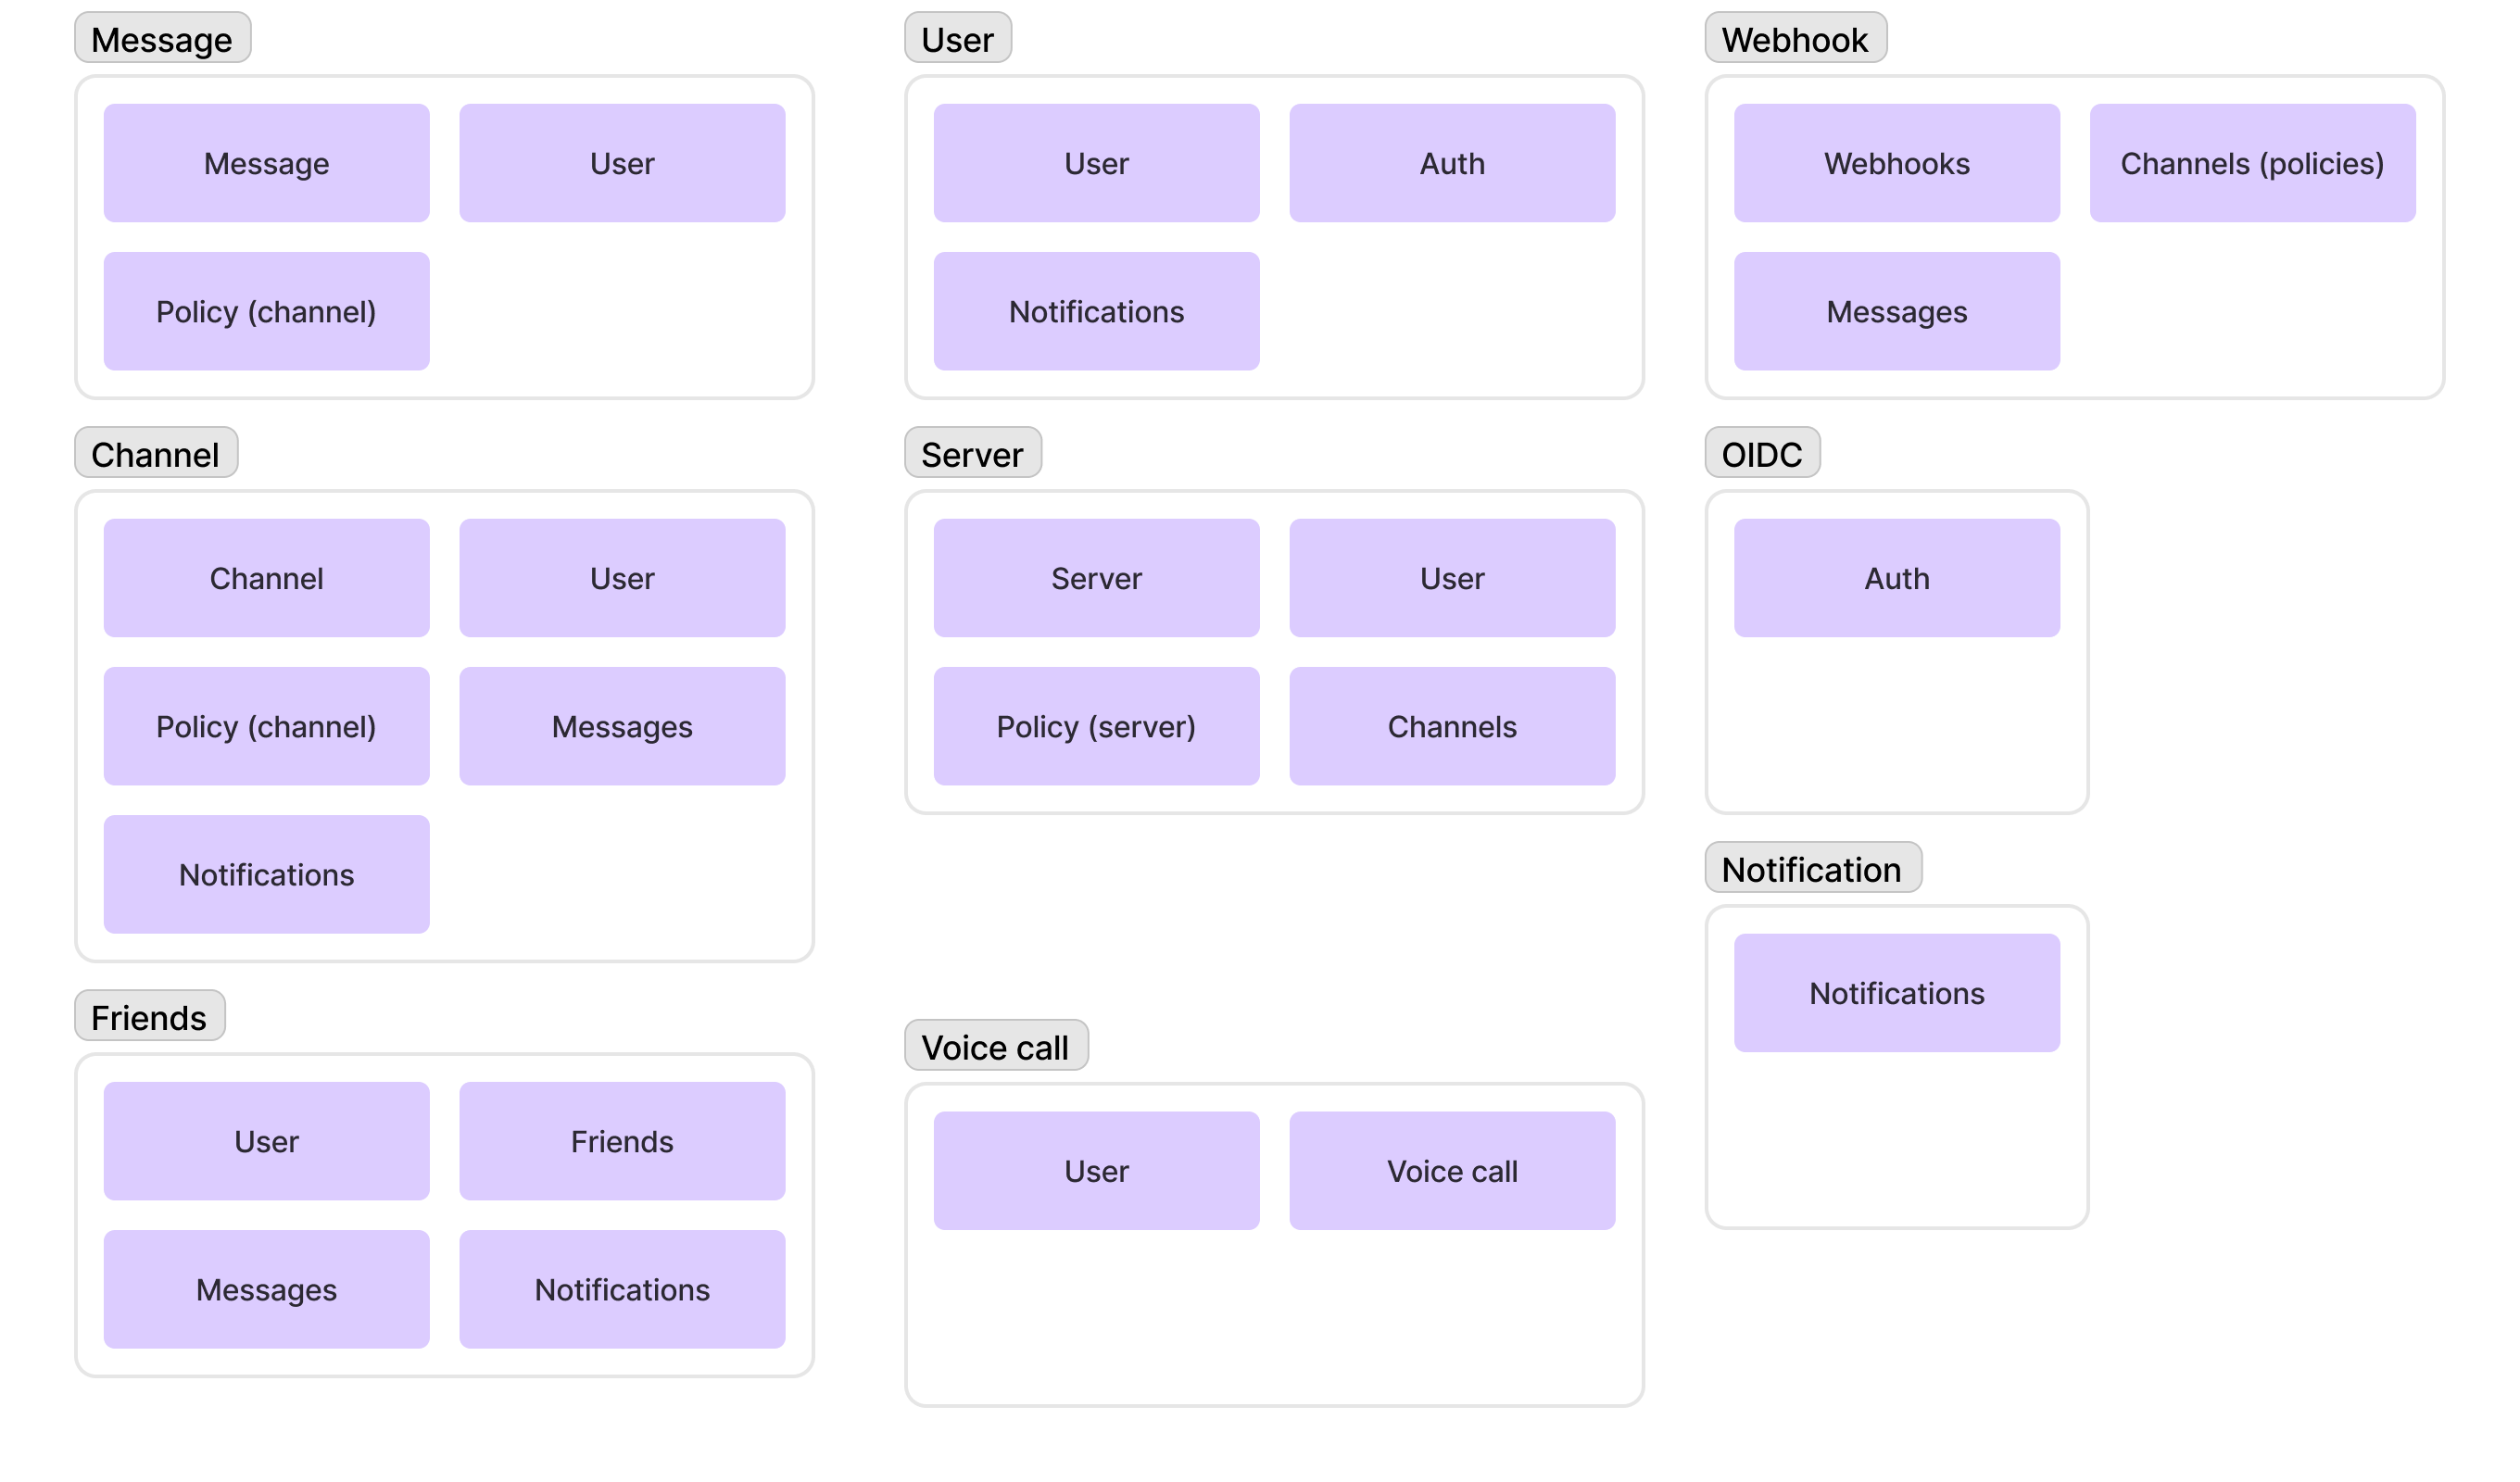 Message
Message
User
Policy (channel)
User
User
Auth
Notifications
Webhook
Webhooks
Channels (policies)
Messages
Channel
Channel
User
Policy (channel)
Messages
Notifications
Server
Server
User
Policy (server)
Channels
OIDC
Auth
Notification
Notifications
Friends
User
Friends
Messages
Notifications
Voice call
User
Voice call